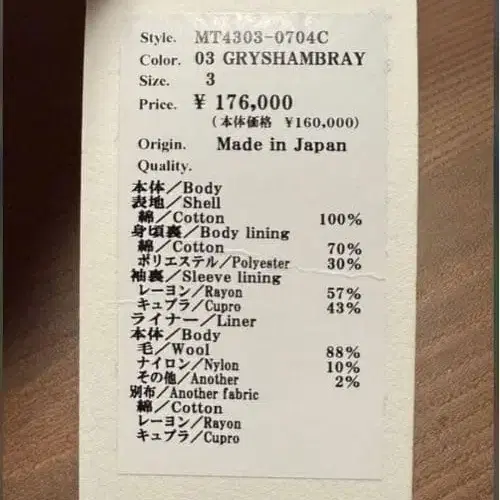 Style. MT4303-0704C
Color. 03 GRYSHAMBRAY
Size. 3
Price. ¥ 176,000
(本体価格 ¥160,000)
Origin. Made in Japan
Quality.
本体/Body
表地/Shell
綿/Cotton 100%
身頃裏/Body lining
綿/Cotton 70%
ポリエステル/Polyester 30%
袖裏/Sleeve lining
レーヨン/Rayon 57%
キュプラ/Cupro 43%
ライナー/Liner
本体/Body
毛/Wool 88%
ナイロン/Nylon 10%
その他/Another 2%
別布/Another fabric
綿/Cotton
レーヨン/Rayon
キュプラ/Cupro